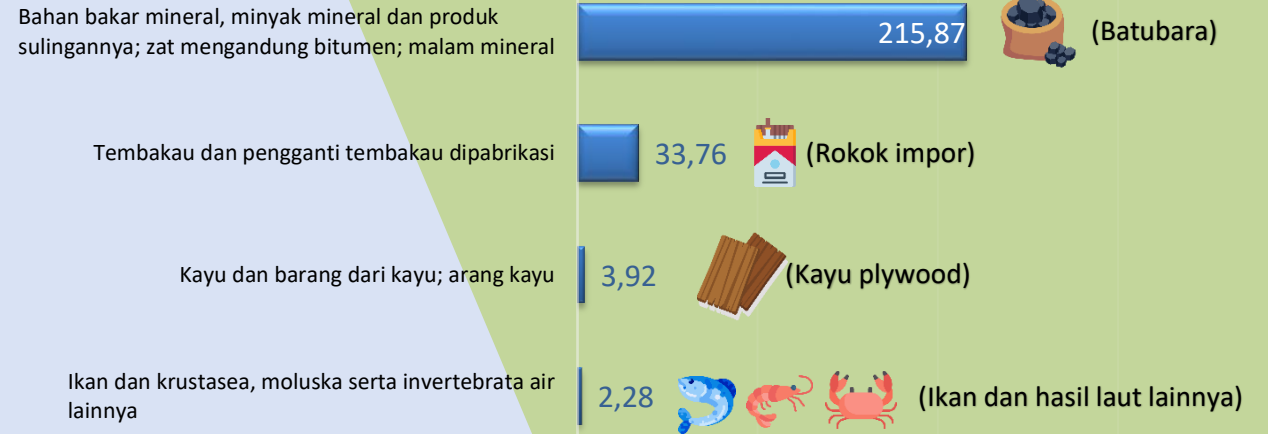 Bahan bakar mineral, minyak mineral dan produk
sulingannya; zat mengandung bitumen; malam mineral
215,87
(Batubara)
Tembakau dan pengganti tembakau dipabrikasi
33,76
(Rokok impor)
Kayu dan barang dari kayu; arang kayu
3,92
(Kayu plywood)
Ikan dan krustasea, moluska serta invertebrata air
lainnya
2,28
(Ikan dan hasil laut lainnya)